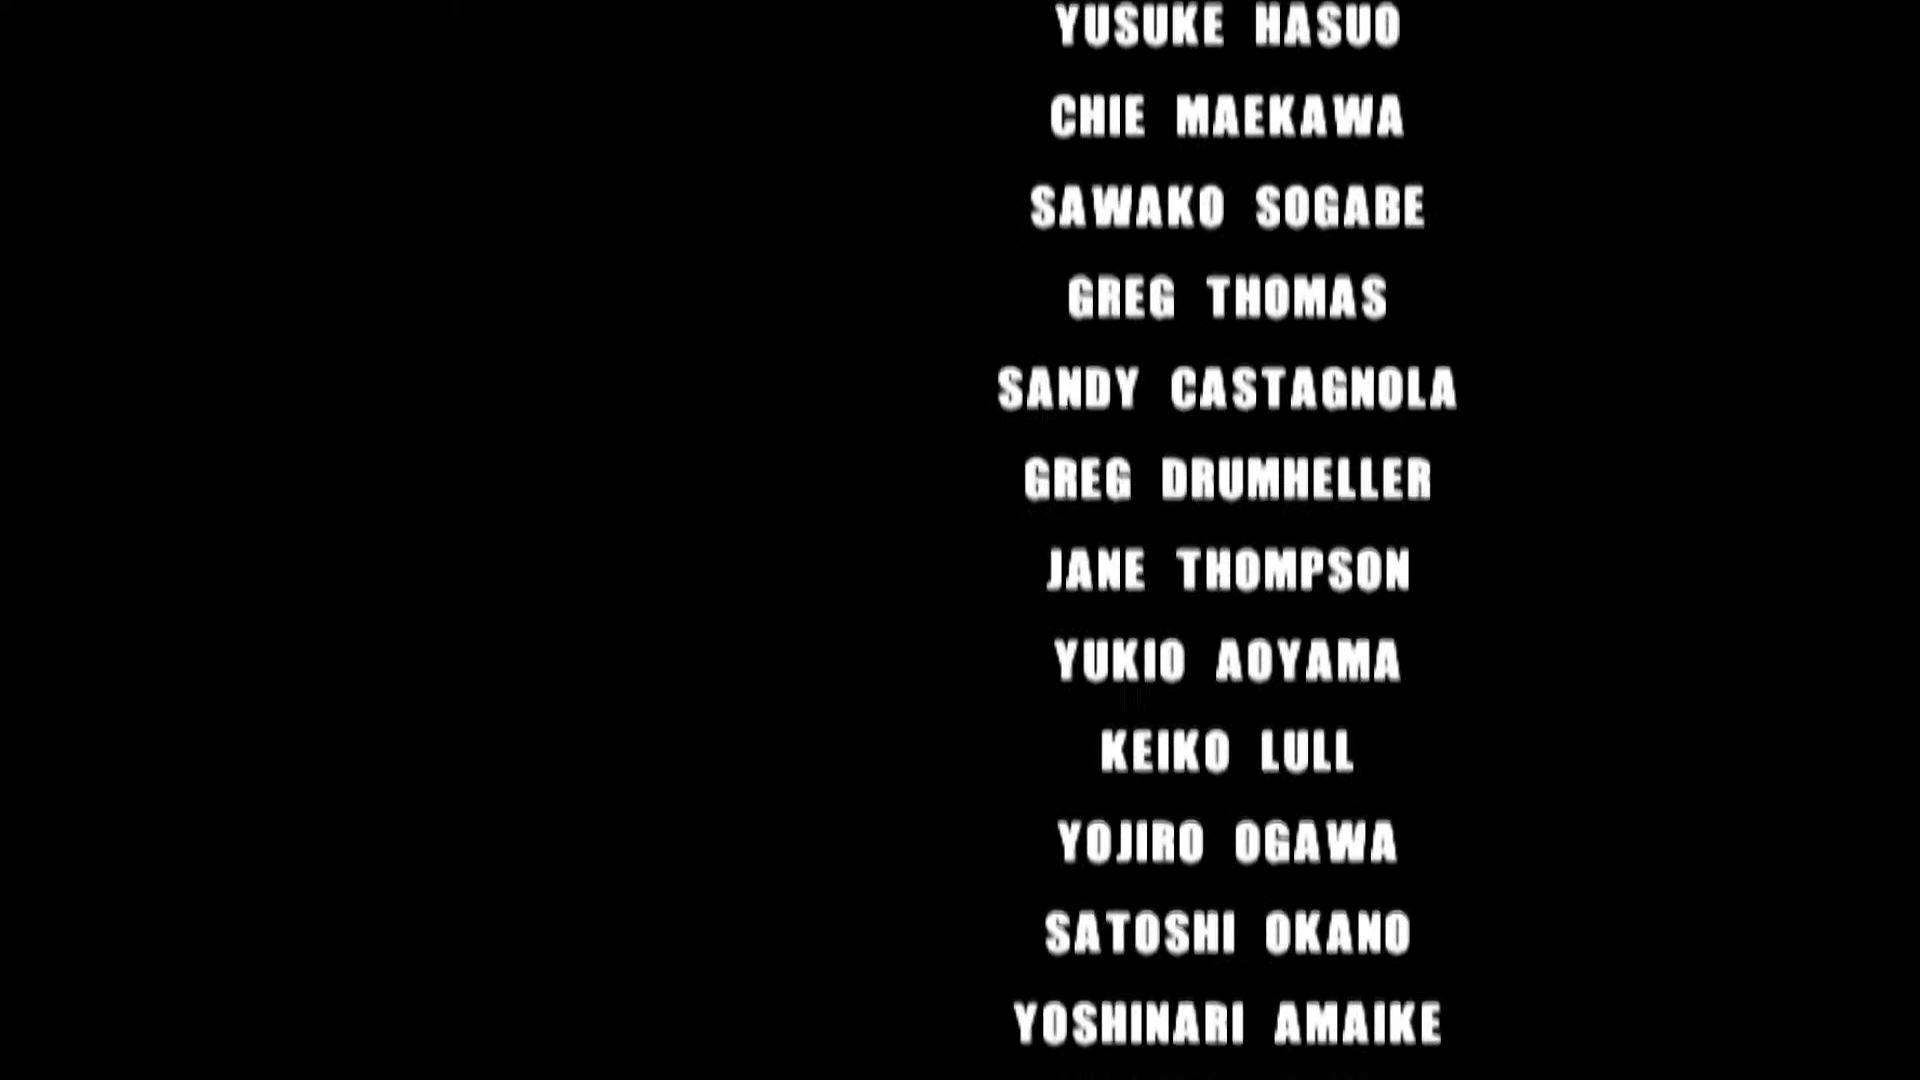 YUSUKE HASUO
CHIE MAEKAWA
SAWAKO SOGABE
GREG THOMAS
SANDY CASTAGNOLA
GREG DRUMHELLER
JANE THOMPSON
YUKIO AOYAMA
KEIKO LULL
YOJIRO OGAWA
SATOSHI OKANO
YOSHINARI AMAIKE